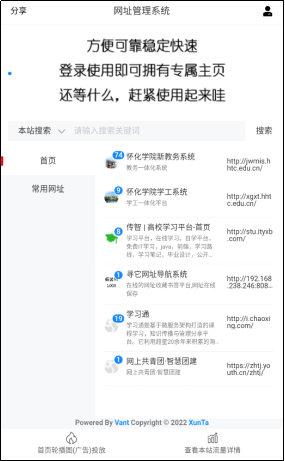 分享
网址管理系统
方便可靠稳定快速
登录使用即可拥有专属主页
还等什么，赶紧使用起来哇
本站搜索
请输入搜索关键词
搜索
首页
常用网址
74
怀化学院新教务系统
教务一体化系统
http://jwmis.hhtc.edu.cn/
9
怀化学院学工系统
学工一体化平台
http://xgxt.hhtc.edu.cn/
8
传智 | 高校学习平台-首页
学习平台，在线学习，自学平台，
免费IT学习，java，前端，学习路
线，学习笔记，毕业设计，公开...
http://stu.ityxb.com/
1
寻它网址导航系统
在线的网址收藏书签平台,网址在线
保存
http://192.168.238.246:808...
19
学习通
学习通是基于微服务架构打造的课
程学习，知识传播与管理分享平
台。它利用超星20余年来积累的海...
http://i.chaoxing.com/
1
网上共青团·智慧团建
网上共青团·智慧团建
https://zhtj.youth.cn/zhtj/
Powered By Vant Copyright © 2022 XunTa
首页轮播图(广告)投放
查看本站流量详情